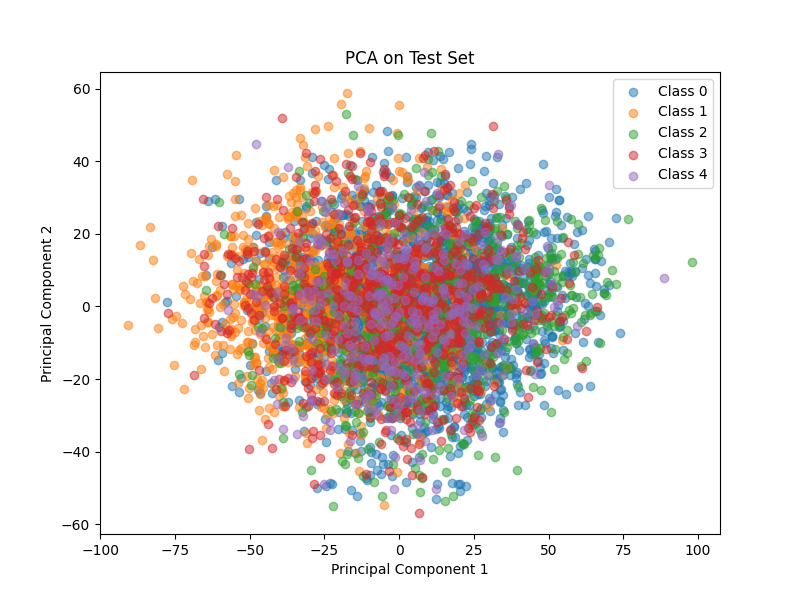 PCA on Test Set
Class 0
Class 1
Class 2
Class 3
Class 4
Principal Component 2
60
40
20
0
−20
−40
−60
−100
−75
−50
−25
0
25
50
75
100
Principal Component 1